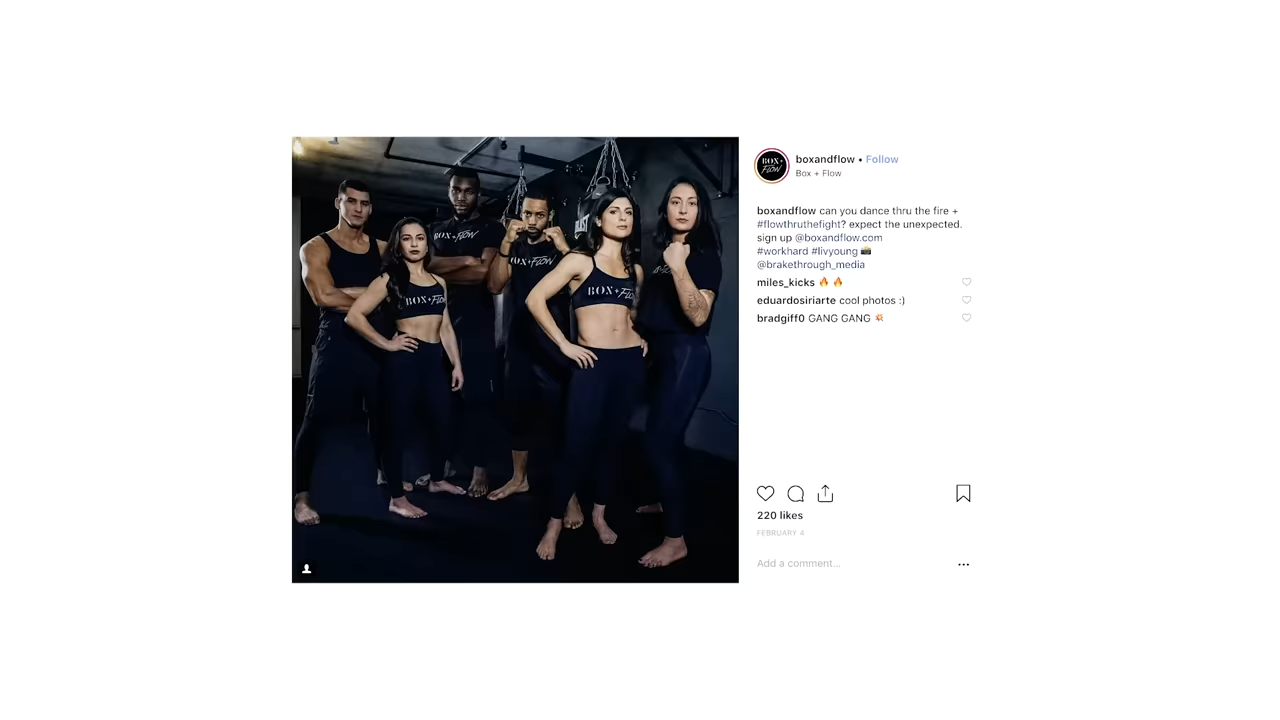 BOX+FLOW
BOX+FLOW
BOX+FLOW
BOX+Flo
BOX+
FLOW
boxandflow • Follow
Box + Flow
boxandflow can you dance thru the fire +
#flowthruthefight? expect the unexpected.
sign up @boxandflow.com
#workhard #livyoung 📸
@brakethrough_media
miles_kicks 🔥 🔥
eduardosiriarte cool photos :)
bradgiff0 GANG GANG 💥
220 likes
FEBRUARY 4
Add a comment...